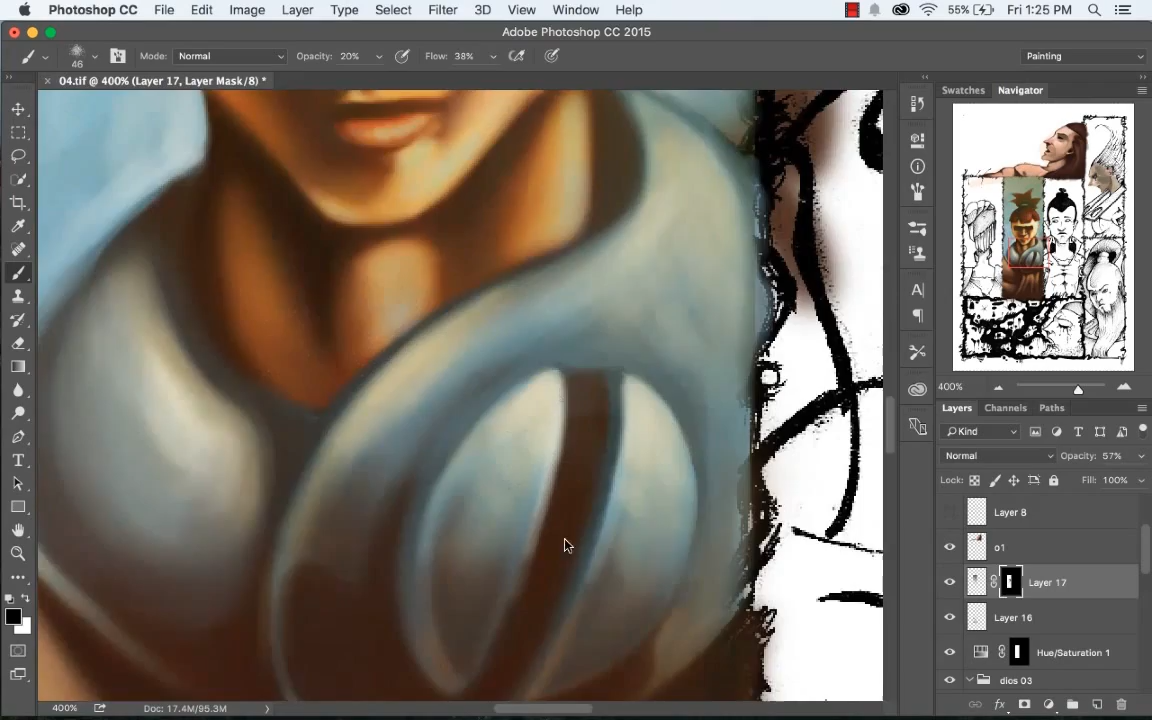 Photoshop CC File Edit Image Layer Type Select Filter 3D View Window Help 55% Fri 1:25 PM
Adobe Photoshop CC 2015
46 Mode: Normal Opacity: 20% Flow: 38% Painting
04.tif @ 400% (Layer 17, Layer Mask/8) *
Swatches Navigator
400%
Layers Channels Paths
Kind
Normal Opacity: 57%
Lock: Fill: 100%
Layer 8
o1
Layer 17
Layer 16
Hue/Saturation 1
dios 03
400% Doc: 17.4M/95.3M